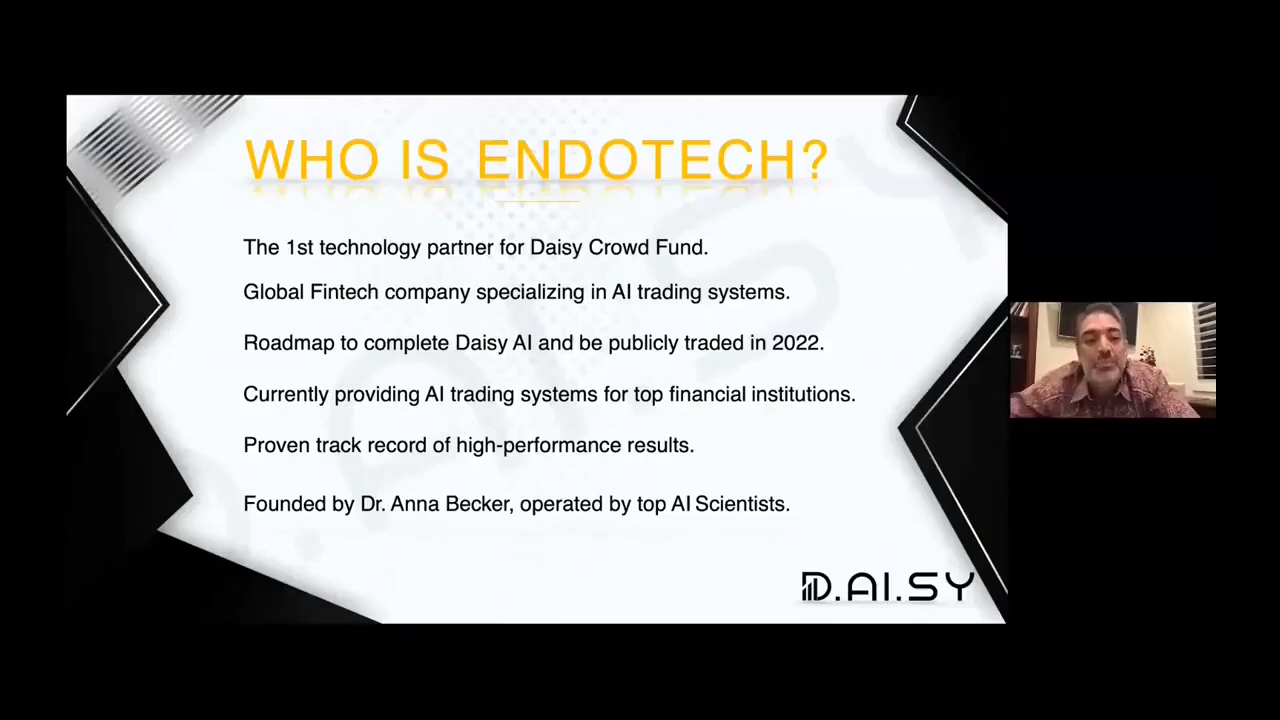 WHO IS ENDOTECH?
The 1st technology partner for Daisy Crowd Fund.
Global Fintech company specializing in AI trading systems.
Roadmap to complete Daisy AI and be publicly traded in 2022.
Currently providing AI trading systems for top financial institutions.
Proven track record of high-performance results.
Founded by Dr. Anna Becker, operated by top AI Scientists.
D.AI.SY